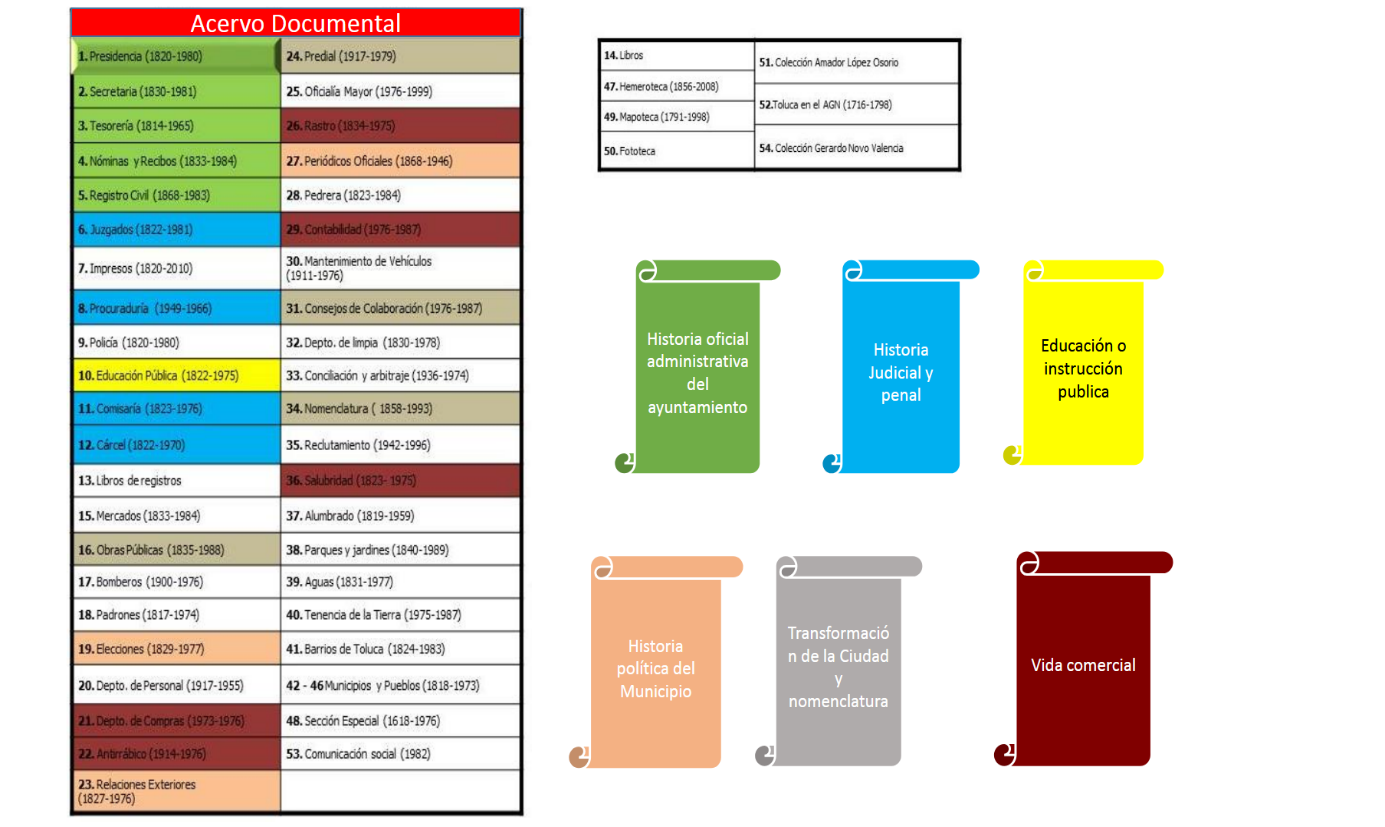 Acervo Documental
1. Presidencia (1820-1980)
2. Secretaria (1830-1981)
3. Tesorería (1814-1965)
4. Nóminas y Recibos (1833-1984)
5. Registro Civil (1868-1983)
6. Juzgados (1822-1981)
7. Impresos (1820-2010)
8. Procuraduría (1949-1966)
9. Policía (1820-1980)
10. Educación Pública (1822-1975)
11. Comisaría (1823-1976)
12. Cárcel (1822-1970)
13. Libros de registros
15. Mercados (1833-1984)
16. Obras Públicas (1835-1988)
17. Bomberos (1900-1976)
18. Padrones (1817-1974)
19. Elecciones (1829-1977)
20. Depto. de Personal (1917-1955)
21. Depto. de Compras (1973-1976)
22. Antirrábico (1914-1976)
23. Relaciones Exteriores
(1827-1976)
24. Predial (1917-1979)
25. Oficialía Mayor (1976-1999)
26. Rastro (1834-1975)
27. Periódicos Oficiales (1868-1946)
28. Pedrera (1823-1984)
29. Contabilidad (1976-1987)
30. Mantenimiento de Vehículos
(1911-1976)
31. Consejos de Colaboración (1976-1987)
32. Depto. de limpia (1830-1978)
33. Conciliación y arbitraje (1936-1974)
34. Nomenclatura ( 1858-1993)
35. Reclutamiento (1942-1996)
36. Salubridad (1823- 1975)
37. Alumbrado (1819-1959)
38. Parques y jardines (1840-1989)
39. Aguas (1831-1977)
40. Tenencia de la Tierra (1975-1987)
41. Barrios de Toluca (1824-1983)
42 - 46 Municipios y Pueblos (1818-1973)
48. Sección Especial (1618-1976)
53. Comunicación social (1982)
14. Libros
47. Hemeroteca (1856-2008)
49. Mapoteca (1791-1998)
50. Fototeca
51. Colección Amador López Osorio
52.Toluca en el AGN (1716-1798)
54. Colección Gerardo Novo Valencia
Historia oficial
administrativa
del
ayuntamiento
Historia
Judicial y
penal
Educación o
instrucción
publica
Historia
política del
Municipio
Transformació
n de la Ciudad
y
nomenclatura
Vida comercial